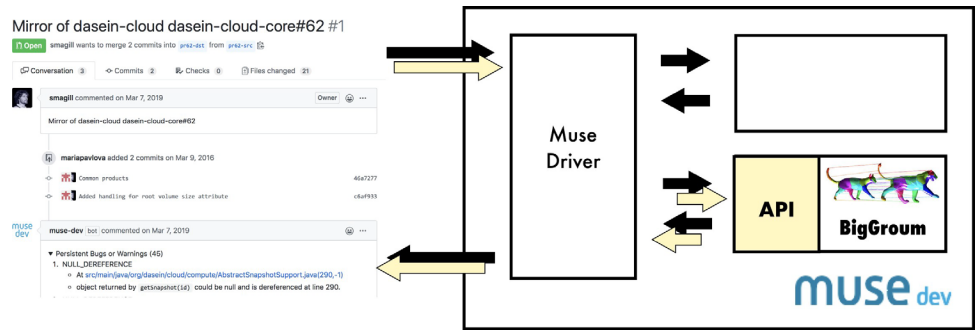 Mirror of dasein-cloud dasein-cloud-core#62 #1
Open smagill wants to merge 2 commits into pr62-dst from pr62-src
Conversation 3 Commits 2 Checks 0 Files changed 21
smagill commented on Mar 7, 2019 Owner
Mirror of dasein-cloud dasein-cloud-core#62
mariapavlova added 2 commits on Mar 9, 2016
Common products 46a7277
Added handling for root volume size attribute c8af933
muse
dev
muse-dev bot commented on Mar 7, 2019
Persistent Bugs or Warnings (45)
1. NULL_DEREFERENCE
At src/main/java/org/dasein/cloud/compute/AbstractSnapshotSupport.java(290,-1)
object returned by getSnapshot(id) could be null and is dereferenced at line 290.
Muse
Driver
API
BigGroum
muse dev